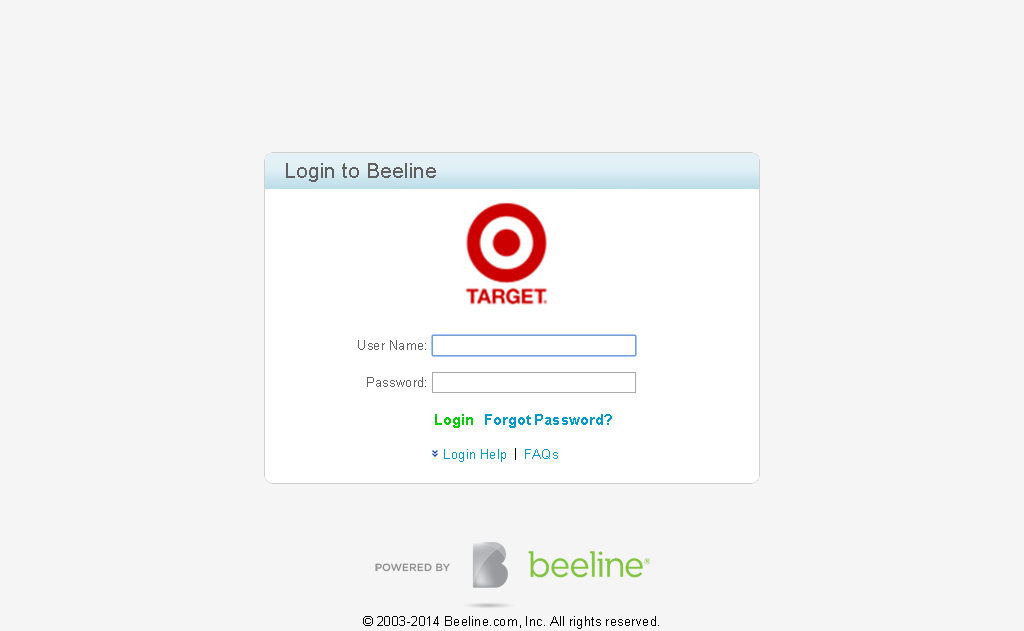 Login to Beeline
TARGET.
User Name:
Password:
Login Forgot Password?
Login Help | FAQs
POWERED BY B beeline®
© 2003-2014 Beeline.com, Inc. All rights reserved.